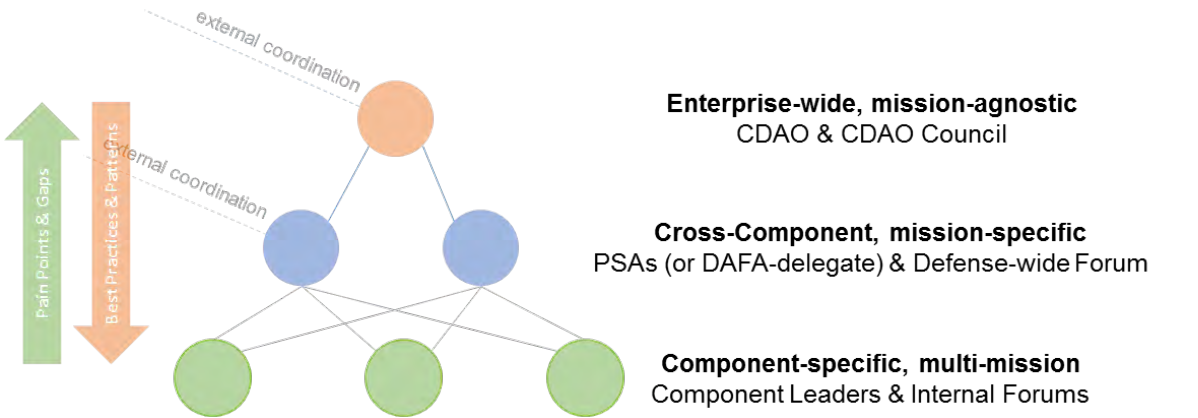 external coordination
Enterprise-wide, mission-agnostic
CDAO & CDAO Council
Pain Points & Gaps
Best Practices & Patterns
external coordination
Cross-Component, mission-specific
PSAs (or DAFA-delegate) & Defense-wide Forum
Component-specific, multi-mission
Component Leaders & Internal Forums